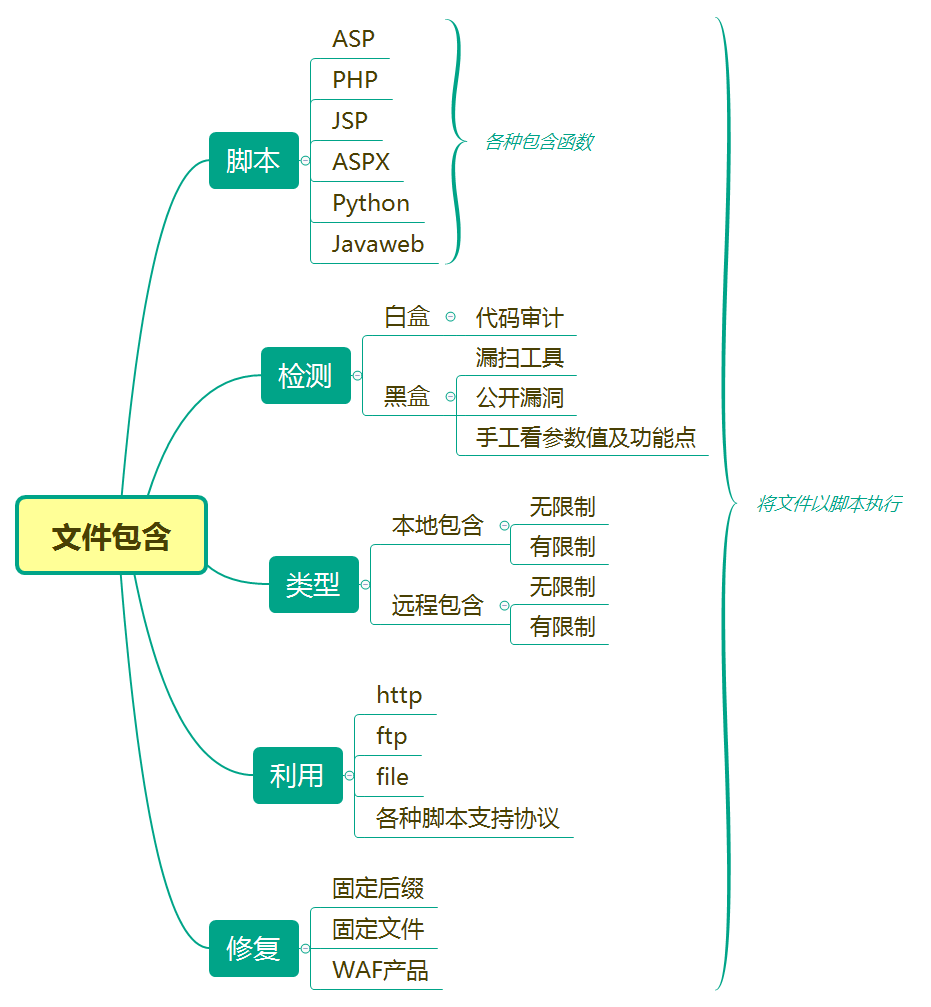 文件包含
脚本
ASP
PHP
JSP
ASPX
Python
Javaweb
各种包含函数
检测
白盒
代码审计
黑盒
漏扫工具
公开漏洞
手工看参数值及功能点
类型
本地包含
无限制
有限制
远程包含
无限制
有限制
利用
http
ftp
file
各种脚本支持协议
修复
固定后缀
固定文件
WAF产品
将文件以脚本执行